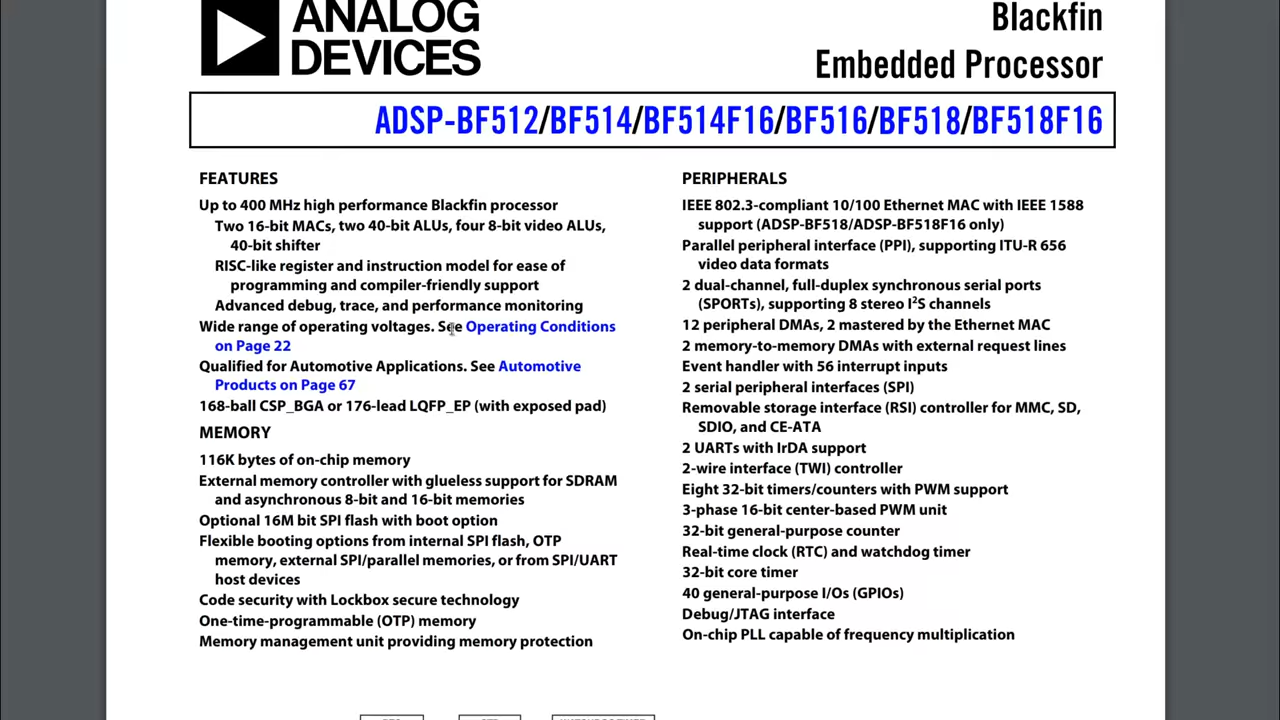 ANALOG
DEVICES
Blackfin
Embedded Processor
ADSP-BF512/BF514/BF514F16/BF516/BF518/BF518F16
FEATURES
Up to 400 MHz high performance Blackfin processor
Two 16-bit MACs, two 40-bit ALUs, four 8-bit video ALUs,
40-bit shifter
RISC-like register and instruction model for ease of
programming and compiler-friendly support
Advanced debug, trace, and performance monitoring
Wide range of operating voltages. See Operating Conditions
on Page 22
Qualified for Automotive Applications. See Automotive
Products on Page 67
168-ball CSP_BGA or 176-lead LQFP_EP (with exposed pad)
MEMORY
116K bytes of on-chip memory
External memory controller with glueless support for SDRAM
and asynchronous 8-bit and 16-bit memories
Optional 16M bit SPI flash with boot option
Flexible booting options from internal SPI flash, OTP
memory, external SPI/parallel memories, or from SPI/UART
host devices
Code security with Lockbox secure technology
One-time-programmable (OTP) memory
Memory management unit providing memory protection
PERIPHERALS
IEEE 802.3-compliant 10/100 Ethernet MAC with IEEE 1588
support (ADSP-BF518/ADSP-BF518F16 only)
Parallel peripheral interface (PPI), supporting ITU-R 656
video data formats
2 dual-channel, full-duplex synchronous serial ports
(SPORTs), supporting 8 stereo I²S channels
12 peripheral DMAs, 2 mastered by the Ethernet MAC
2 memory-to-memory DMAs with external request lines
Event handler with 56 interrupt inputs
2 serial peripheral interfaces (SPI)
Removable storage interface (RSI) controller for MMC, SD,
SDIO, and CE-ATA
2 UARTs with IrDA support
2-wire interface (TWI) controller
Eight 32-bit timers/counters with PWM support
3-phase 16-bit center-based PWM unit
32-bit general-purpose counter
Real-time clock (RTC) and watchdog timer
32-bit core timer
40 general-purpose I/Os (GPIOs)
Debug/JTAG interface
On-chip PLL capable of frequency multiplication